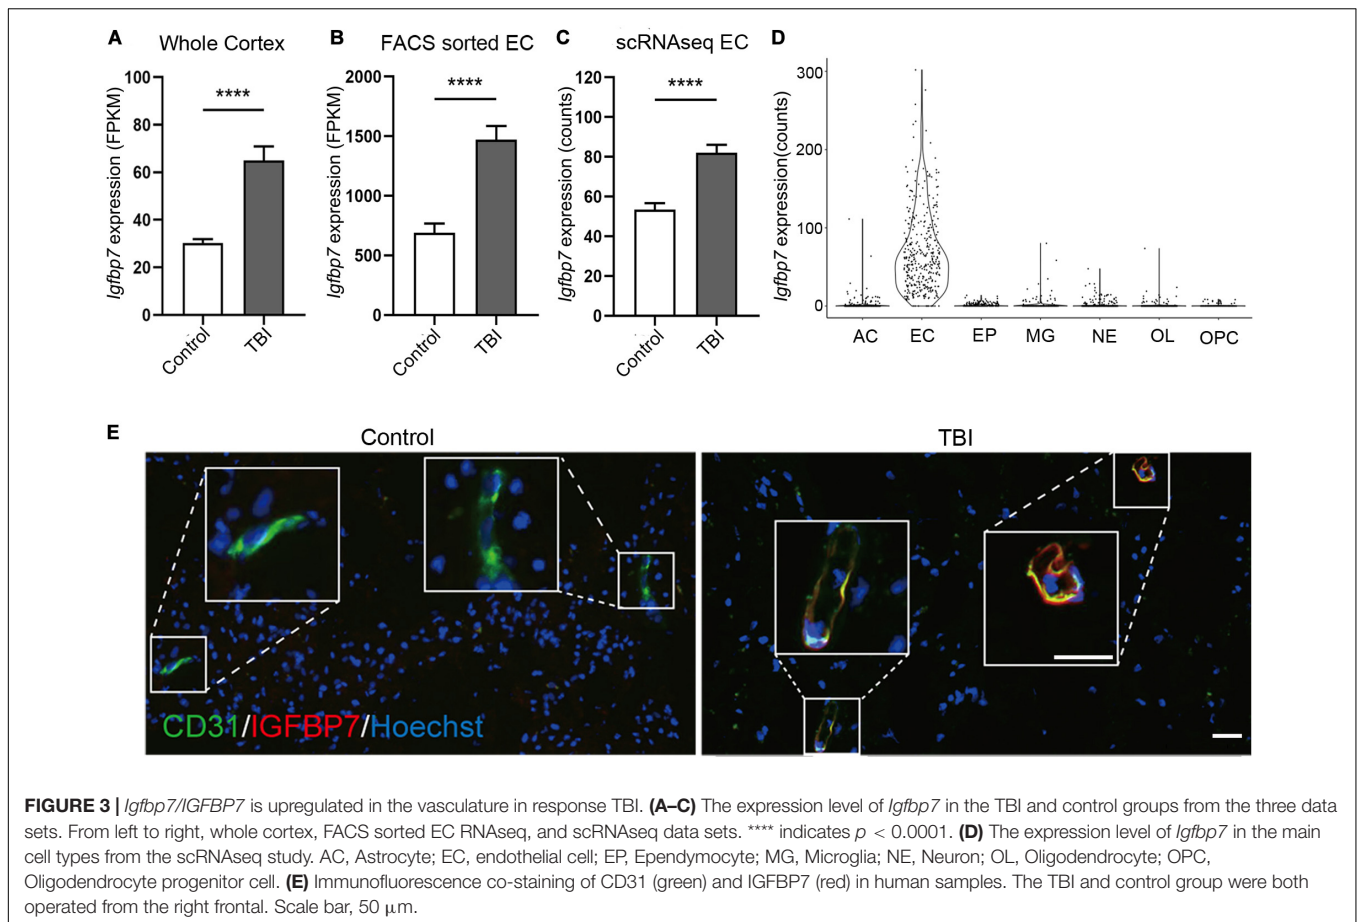 A Whole Cortex
Igfbp7 expression (FPKM)
100
80
60
40
20
0
****
Control
TBI
B FACS sorted EC
Igfbp7 expression (FPKM)
2000
1500
1000
500
0
****
Control
TBI
C scRNAseq EC
Igfbp7 expression (counts)
120
100
80
60
40
20
0
****
Control
TBI
D
Igfbp7 expression(counts)
300
200
100
0
AC EC EP MG NE OL OPC
E
Control
TBI
CD31/IGFBP7/Hoechst
FIGURE 3 | Igfbp7/IGFBP7 is upregulated in the vasculature in response TBI. (A–C) The expression level of Igfbp7 in the TBI and control groups from the three data
sets. From left to right, whole cortex, FACS sorted EC RNAseq, and scRNAseq data sets. **** indicates p < 0.0001. (D) The expression level of Igfbp7 in the main
cell types from the scRNAseq study. AC, Astrocyte; EC, endothelial cell; EP, Ependymocyte; MG, Microglia; NE, Neuron; OL, Oligodendrocyte; OPC,
Oligodendrocyte progenitor cell. (E) Immunofluorescence co-staining of CD31 (green) and IGFBP7 (red) in human samples. The TBI and control group were both
operated from the right frontal. Scale bar, 50 μm.